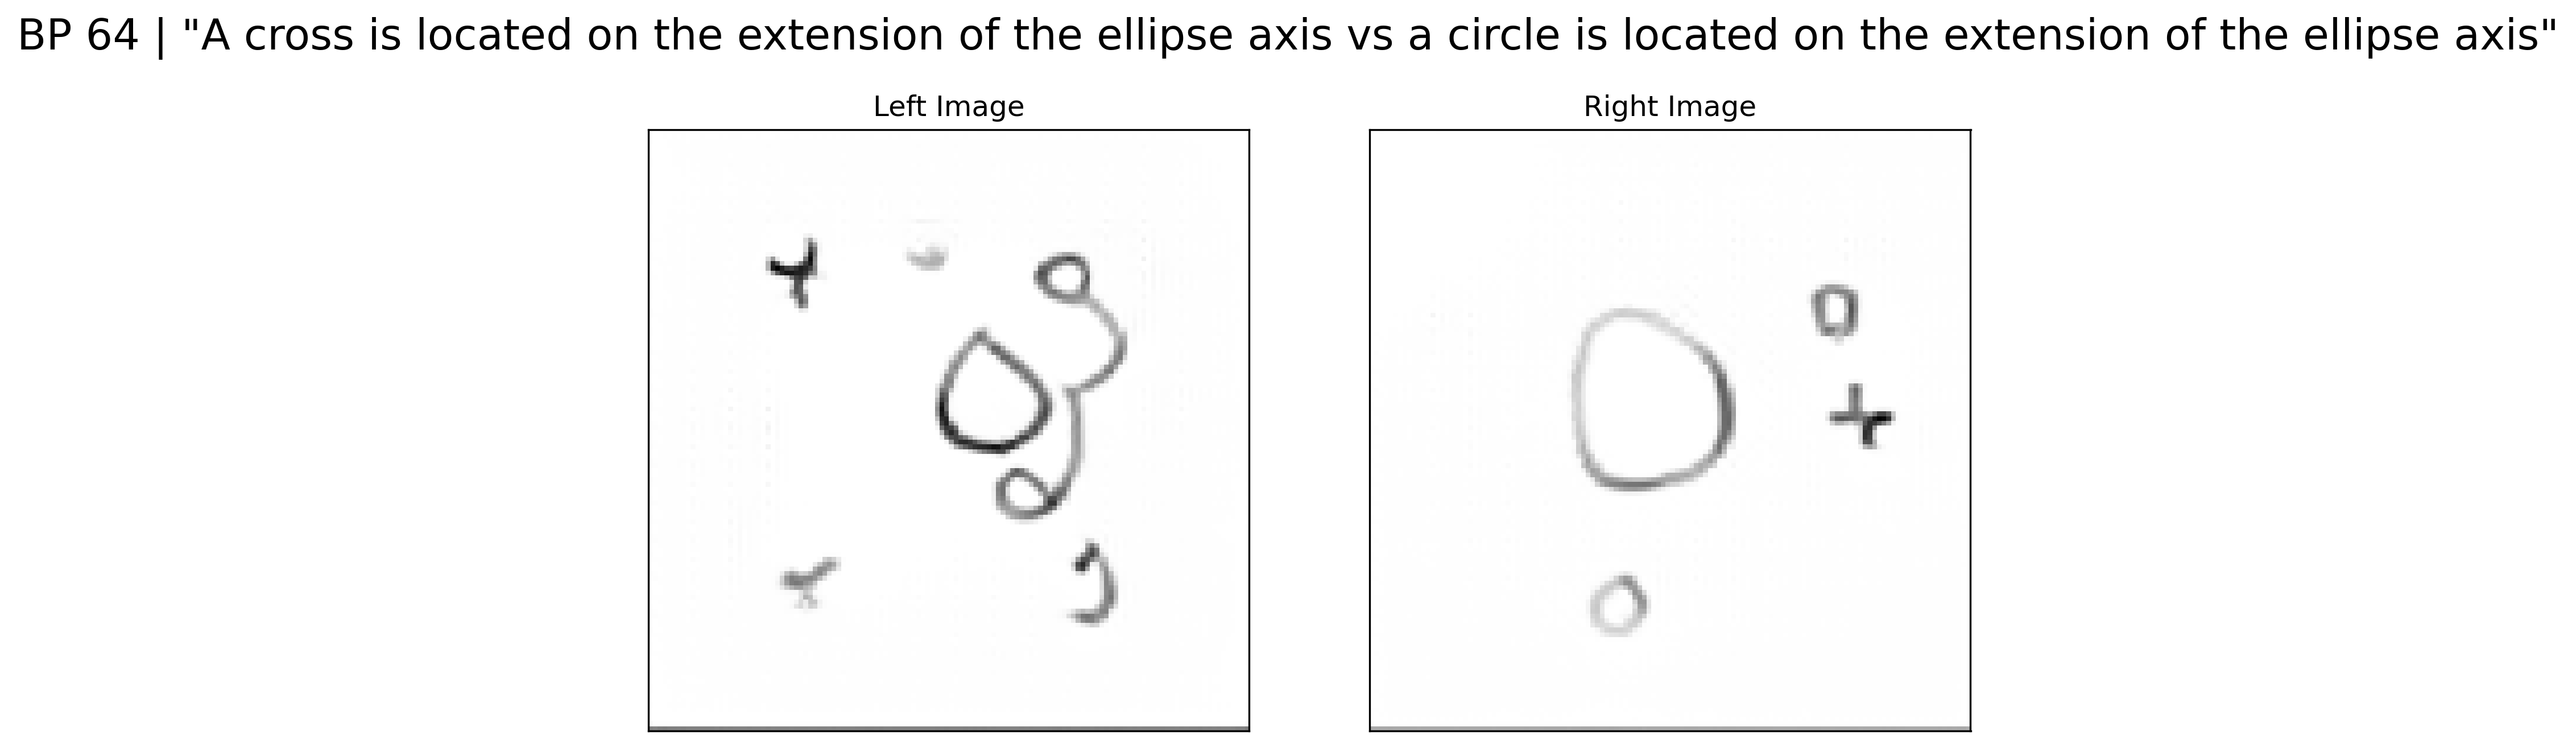 BP 64 | "A cross is located on the extension of the ellipse axis vs a circle is located on the extension of the ellipse axis"
Left Image
Right Image